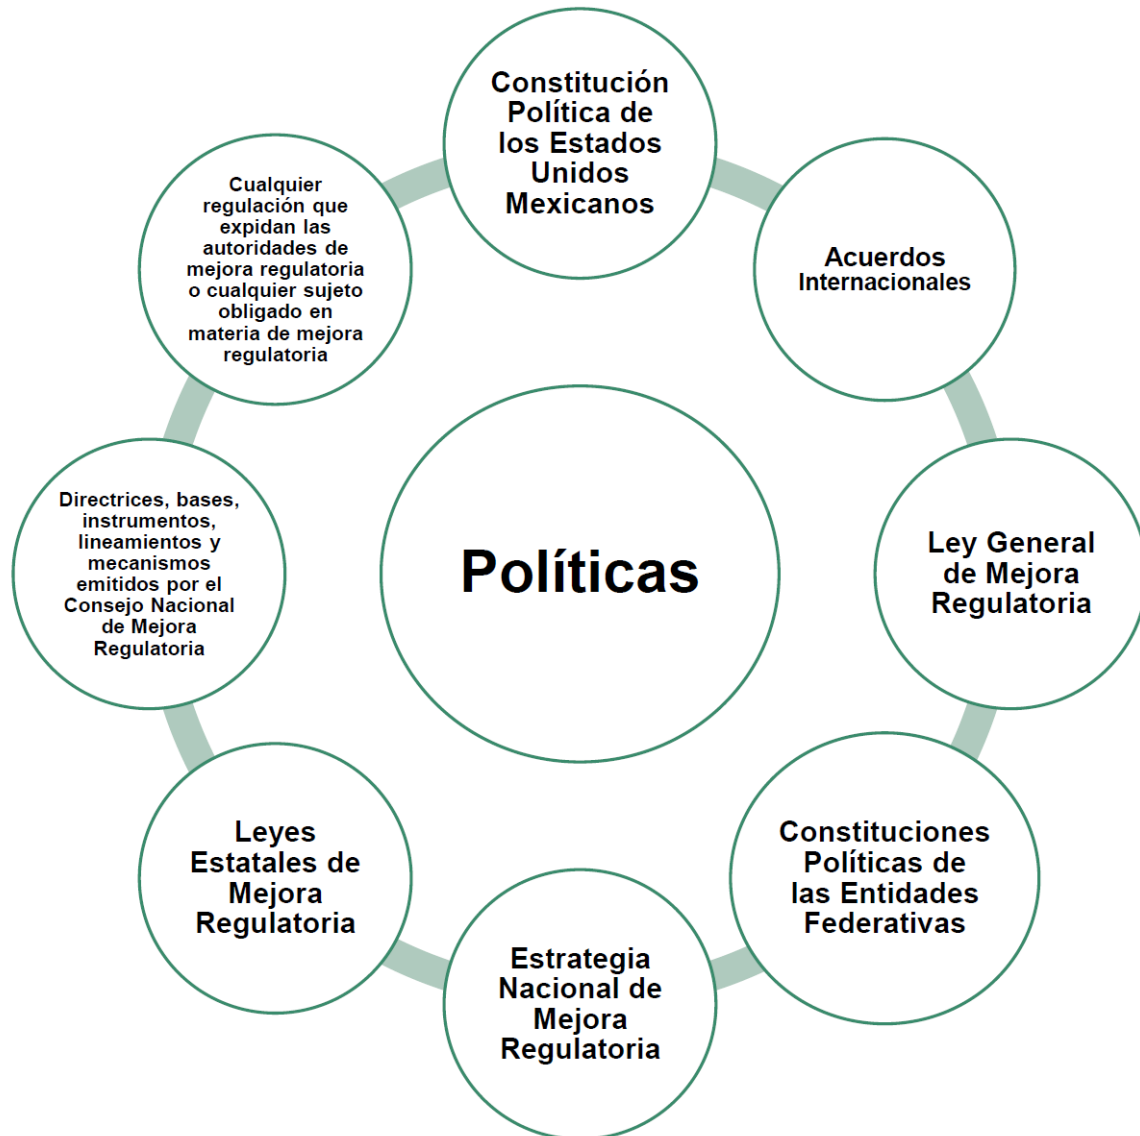 Constitución
Política de
los Estados
Unidos
Mexicanos
Acuerdos
Internacionales
Ley General
de Mejora
Regulatoria
Constituciones
Políticas de
las Entidades
Federativas
Estrategia
Nacional de
Mejora
Regulatoria
Leyes
Estatales de
Mejora
Regulatoria
Directrices, bases,
instrumentos,
lineamientos y
mecanismos
emitidos por el
Consejo Nacional
de Mejora
Regulatoria
Cualquier
regulación que
expidan las
autoridades de
mejora regulatoria
o cualquier sujeto
obligado en
materia de mejora
regulatoria
Políticas